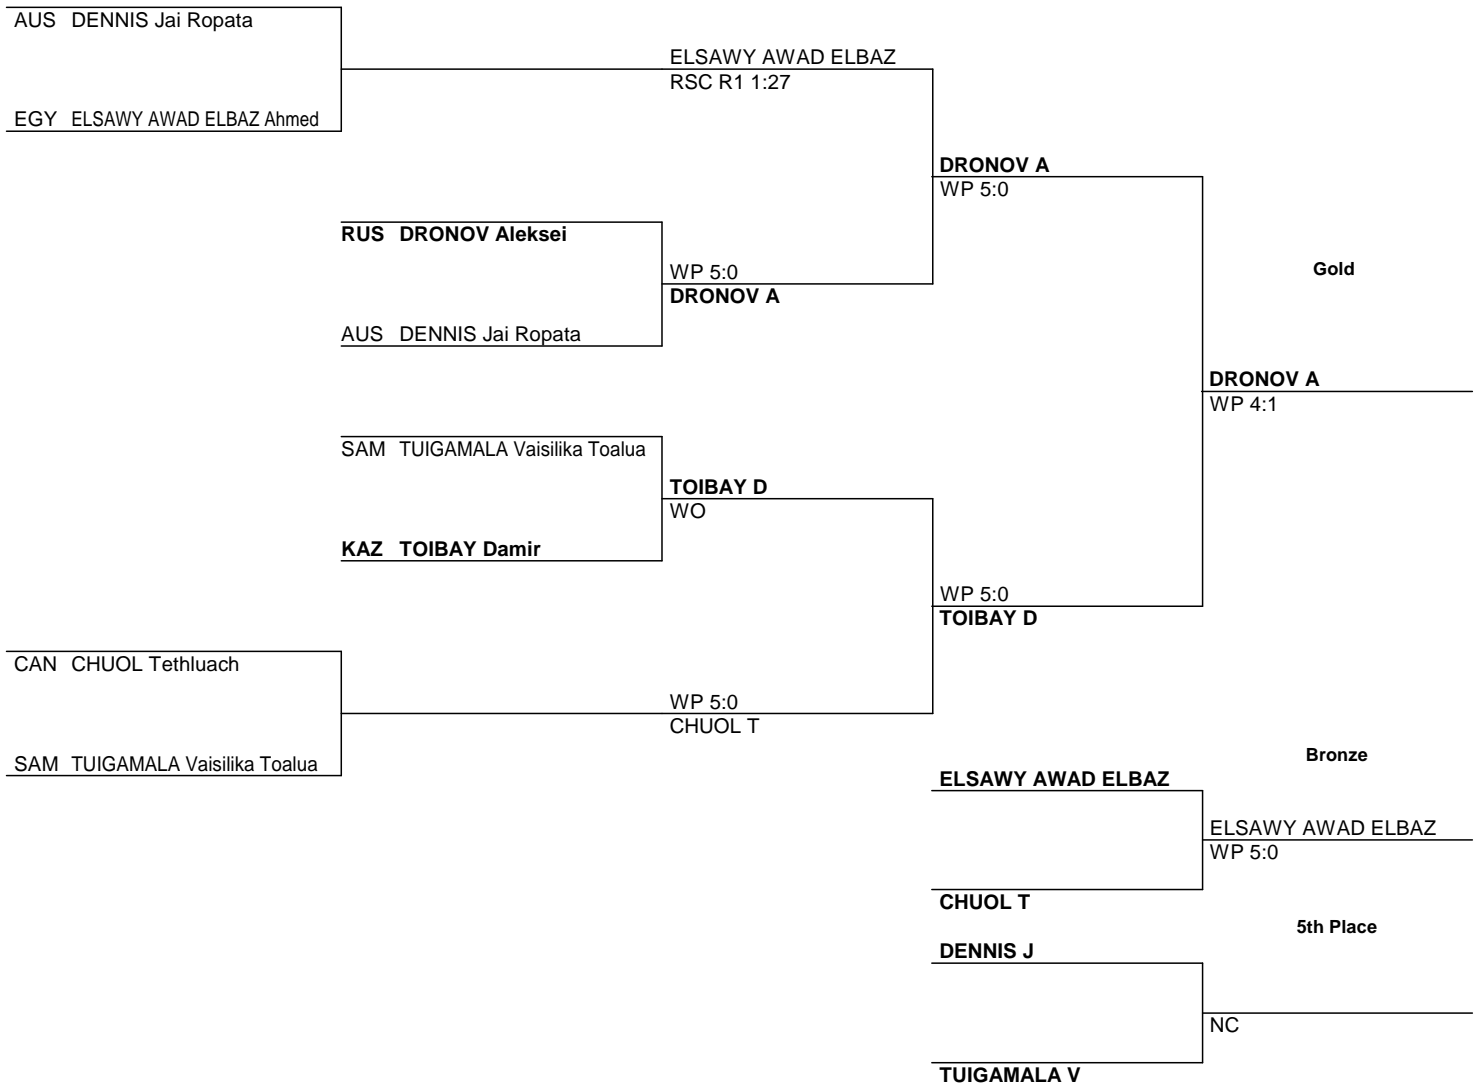 AUS DENNIS Jai Ropata
ELSAWY AWAD ELBAZ
RSC R1 1:27
EGY ELSAWY AWAD ELBAZ Ahmed
DRONOV A
WP 5:0
RUS DRONOV Aleksei
WP 5:0
DRONOV A
Gold
AUS DENNIS Jai Ropata
DRONOV A
WP 4:1
SAM TUIGAMALA Vaisilika Toalua
TOIBAY D
WO
KAZ TOIBAY Damir
WP 5:0
TOIBAY D
CAN CHUOL Tethluach
WP 5:0
CHUOL T
SAM TUIGAMALA Vaisilika Toalua
Bronze
ELSAWY AWAD ELBAZ
ELSAWY AWAD ELBAZ
WP 5:0
CHUOL T
5th Place
DENNIS J
NC
TUIGAMALA V